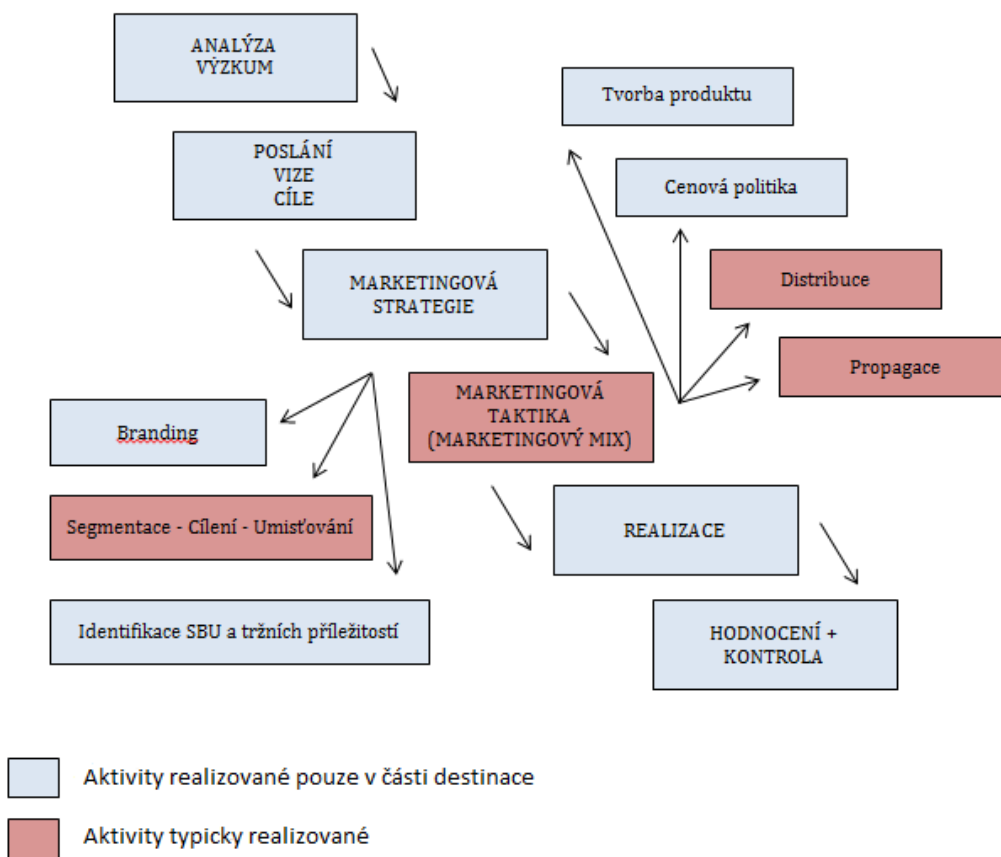 ANALÝZA
VÝZKUM
Tvorba produktu
POSLÁNÍ
VIZE
CÍLE
Cenová politika
MARKETINGOVÁ
STRATEGIE
Distribuce
Propagace
MARKETINGOVÁ
TAKTIKA
(MARKETINGOVÝ MIX)
Branding
Segmentace - Cílení - Umisťování
REALIZACE
Identifikace SBU a tržních příležitostí
HODNOCENÍ +
KONTROLA
Aktivity realizované pouze v části destinace
Aktivity typicky realizované